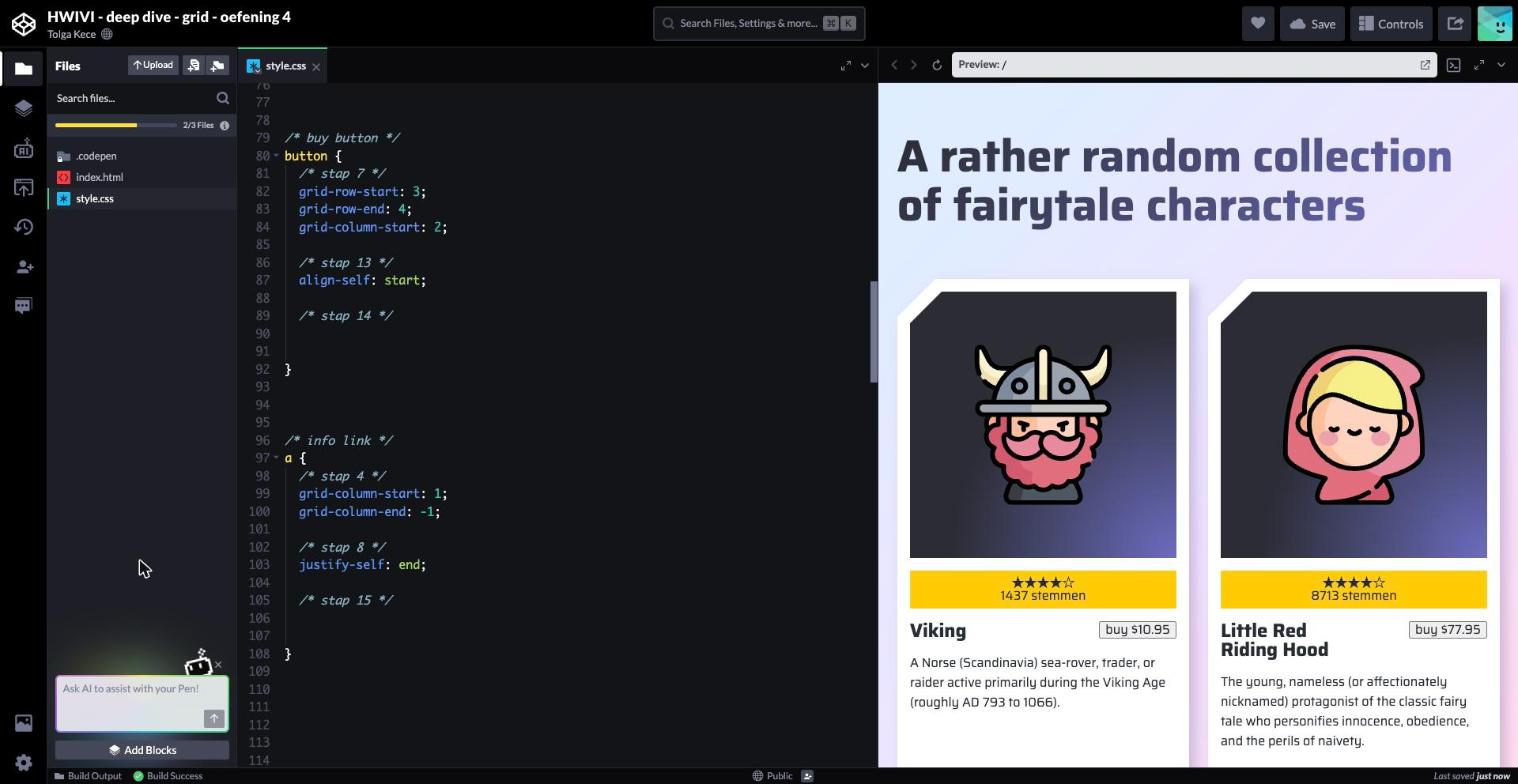 HWIVI - deep dive - grid - oefening 4
Tolga Kece
Search Files, Settings & more... ⌘ K
Save
Controls
Files
Upload
style.css
Preview: /
Search files...
2/3 Files
.codepen
index.html
style.css
AI
76
77
78
79 /* buy button */
80 button {
81 /* stap 7 */
82 grid-row-start: 3;
83 grid-row-end: 4;
84 grid-column-start: 2;
85
86 /* stap 13 */
87 align-self: start;
88
89 /* stap 14 */
90
91
92 }
93
94
95
96 /* info link */
97 a {
98 /* stap 4 */
99 grid-column-start: 1;
100 grid-column-end: -1;
101
102 /* stap 8 */
103 justify-self: end;
104
105 /* stap 15 */
106
107
108 }
109
110
111
112
113
114
A rather random collection
of fairytale characters
★★★★☆
1437 stemmen
Viking
buy $10.95
A Norse (Scandinavia) sea-rover, trader, or
raider active primarily during the Viking Age
(roughly AD 793 to 1066).
★★★★☆
8713 stemmen
Little Red
Riding Hood
buy $77.95
The young, nameless (or affectionately
nicknamed) protagonist of the classic fairy
tale who personifies innocence, obedience,
and the perils of naivety.
Ask AI to assist with your Pen!
Add Blocks
Build Output
Build Success
Public
Last saved just now